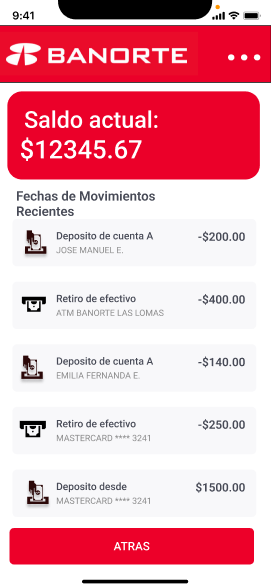 9:41
BANORTE
Saldo actual:
$12345.67
Fechas de Movimientos
Recientes
Deposito de cuenta A
-$200.00
JOSE MANUEL E.
Retiro de efectivo
-$400.00
ATM BANORTE LAS LOMAS
Deposito de cuenta A
-$140.00
EMILIA FERNANDA E.
Retiro de efectivo
-$250.00
MASTERCARD **** 3241
Deposito desde
$1500.00
MASTERCARD **** 3241
ATRAS